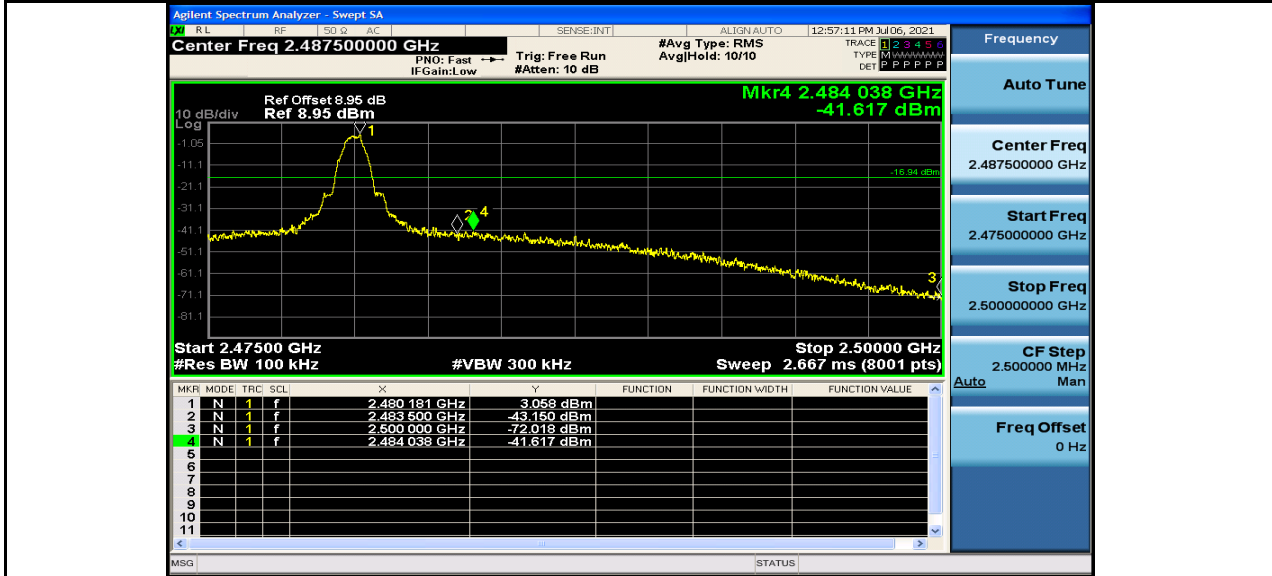 Agilent Spectrum Analyzer - Swept SA
LXI RL RF 50 Ω AC SENSE:INT ALIGN AUTO 12:57:11 PM Jul 06, 2021
Center Freq 2.487500000 GHz
PNO: Fast
IFGain:Low
Trig: Free Run
#Atten: 10 dB
#Avg Type: RMS
Avg|Hold: 10/10
TRACE 1 2 3 4 5 6
TYPE M
DET P P P P P P
Ref Offset 8.95 dB
10 dB/div Ref 8.95 dBm
Log
Mkr4 2.484 038 GHz
-41.617 dBm
1
-1.05
-11.1
-16.94 dBm
-21.1
-31.1
2 4
-41.1
-51.1
-61.1
3
-71.1
-81.1
Start 2.47500 GHz Stop 2.50000 GHz
#Res BW 100 kHz #VBW 300 kHz Sweep 2.667 ms (8001 pts)
MKR MODE TRC SCL X Y FUNCTION FUNCTION WIDTH FUNCTION VALUE
1 N 1 f 2.480 181 GHz 3.058 dBm
2 N 1 f 2.483 500 GHz -43.150 dBm
3 N 1 f 2.500 000 GHz -72.018 dBm
4 N 1 f 2.484 038 GHz -41.617 dBm
5
6
7
8
9
10
11
MSG STATUS
Frequency
Auto Tune
Center Freq
2.487500000 GHz
Start Freq
2.475000000 GHz
Stop Freq
2.500000000 GHz
CF Step
2.500000 MHz
Auto Man
Freq Offset
0 Hz